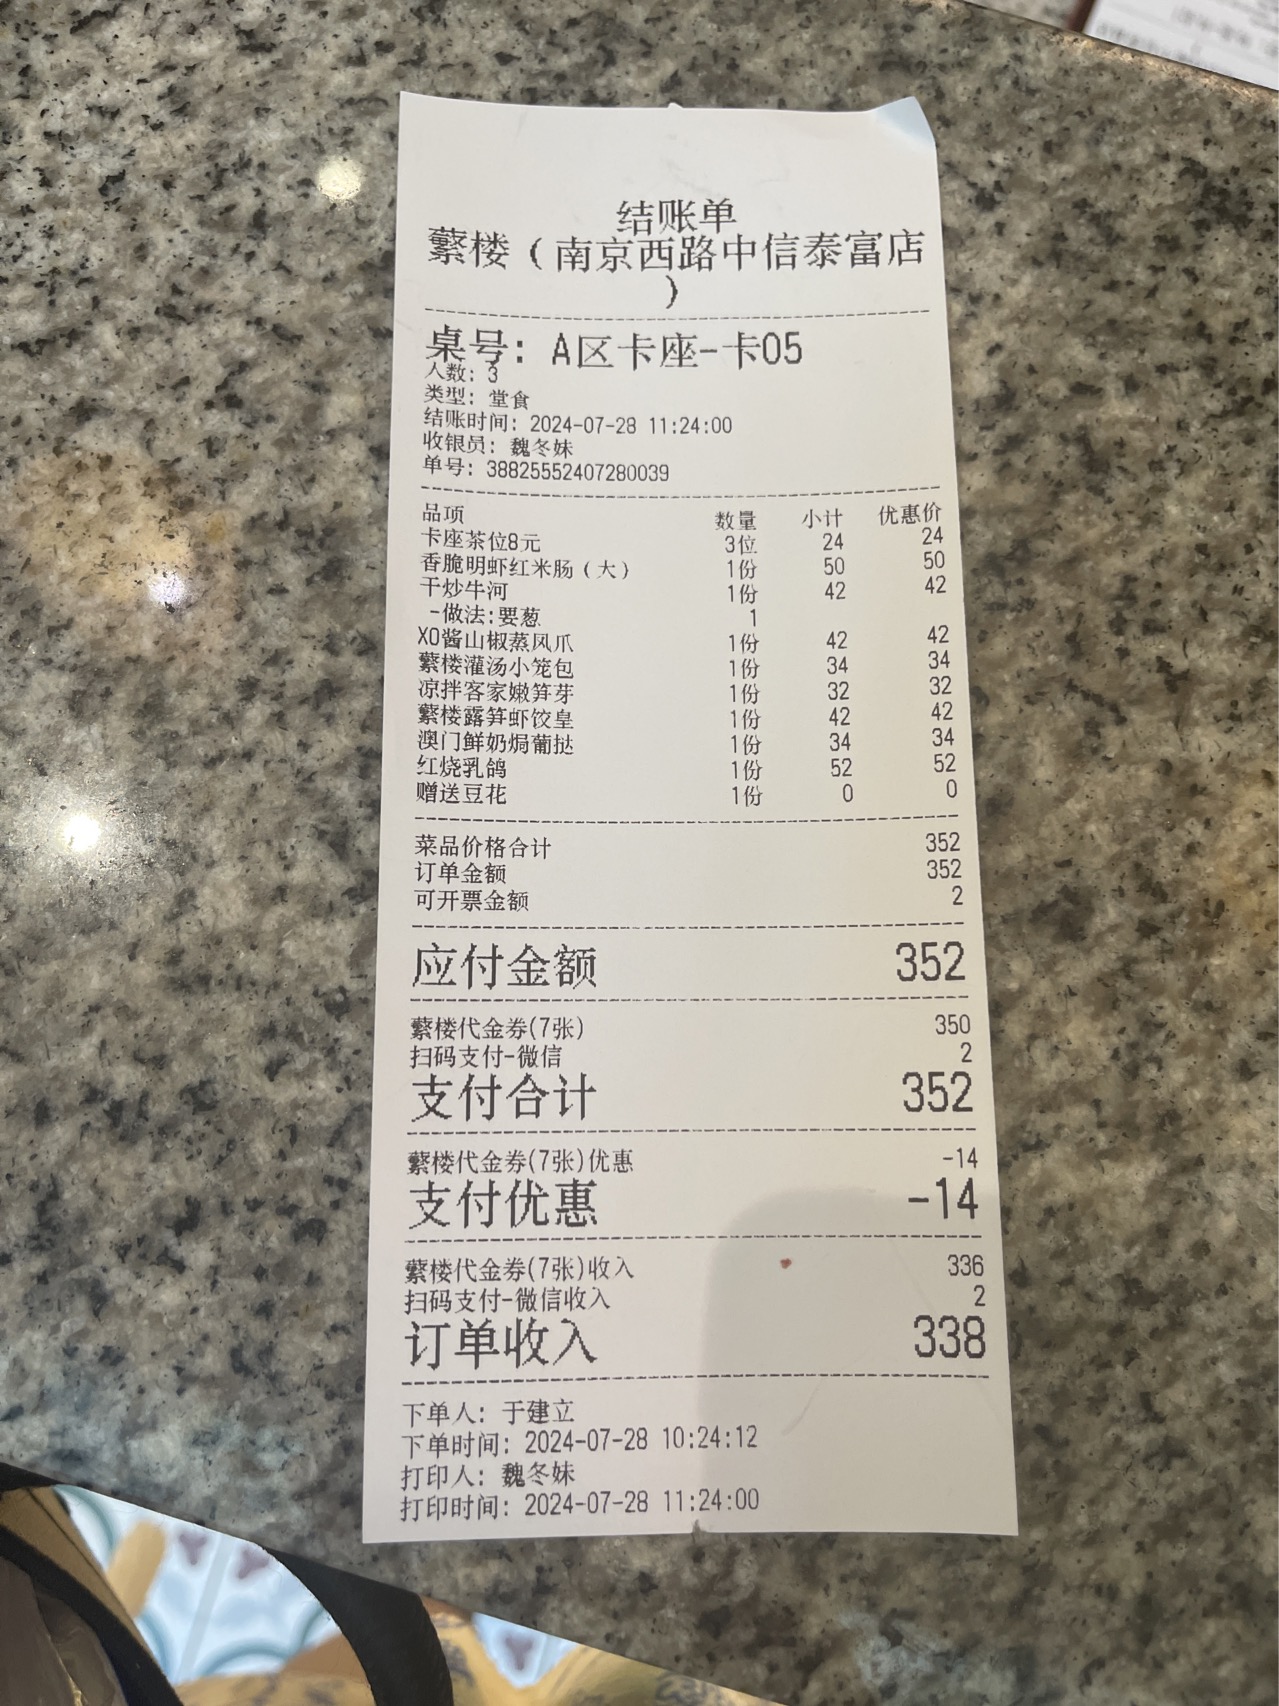 结账单
蘩楼（南京西路中信泰富店
）
桌号: A区卡座-卡05
人数: 3
类型: 堂食
结账时间: 2024-07-28 11:24:00
收银员: 魏冬妹
单号: 38825552407280039
品项 数量 小计 优惠价
卡座茶位8元 3位 24 24
香脆明虾红米肠（大） 1份 50 50
干炒牛河 1份 42 42
-做法:要葱 1
XO酱山椒蒸凤爪 1份 42 42
蘩楼灌汤小笼包 1份 34 34
凉拌客家嫩笋芽 1份 32 32
蘩楼露笋虾饺皇 1份 42 42
澳门鲜奶焗葡挞 1份 34 34
红烧乳鸽 1份 52 52
赠送豆花 1份 0 0
菜品价格合计 352
订单金额 352
可开票金额 2
应付金额 352
蘩楼代金券(7张) 350
扫码支付-微信 2
支付合计 352
蘩楼代金券(7张)优惠 -14
支付优惠 -14
蘩楼代金券(7张)收入 336
扫码支付-微信收入 2
订单收入 338
下单人: 于建立
下单时间: 2024-07-28 10:24:12
打印人: 魏冬妹
打印时间: 2024-07-28 11:24:00